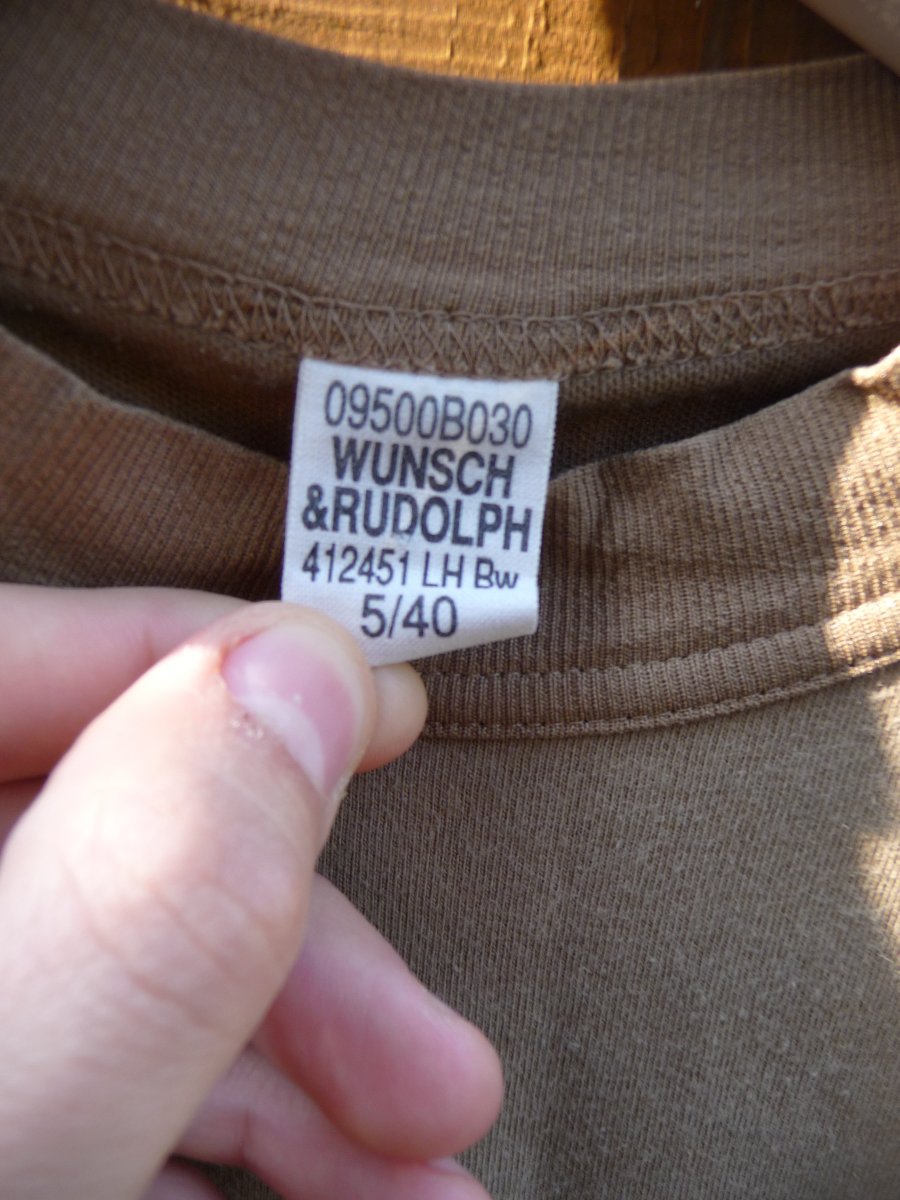 09500B030
WUNSCH
&RUDOLPH
412451 LH Bw
5/40